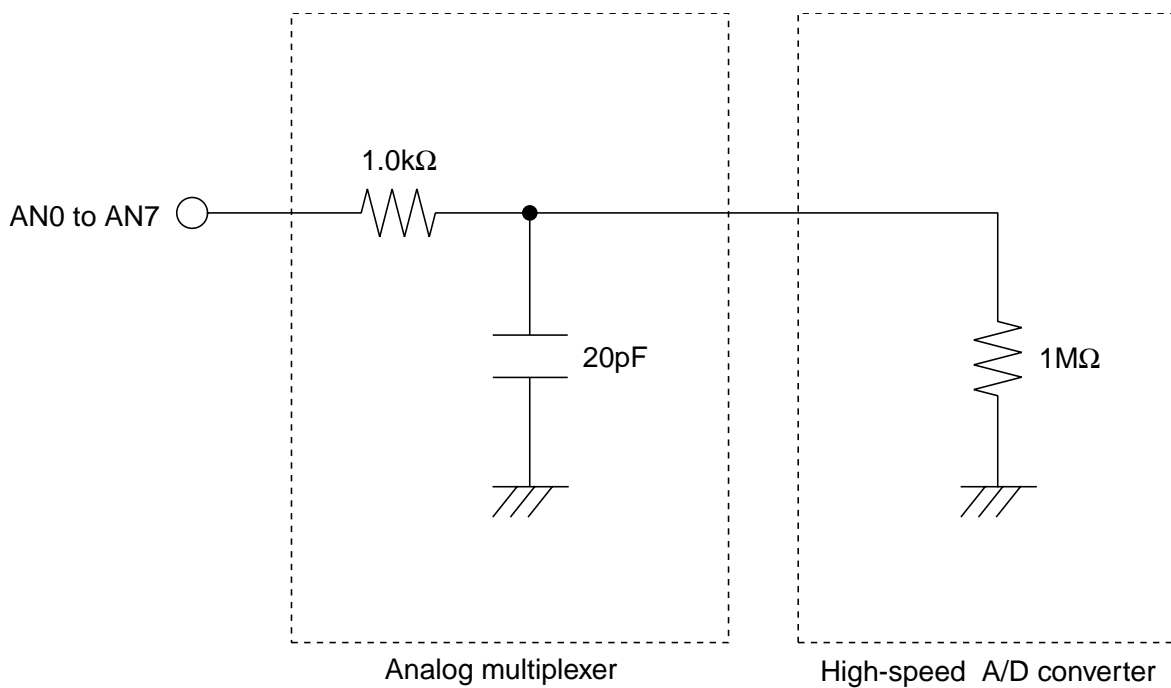 1.0kΩ
AN0 to AN7
20pF
1MΩ
Analog multiplexer
High-speed A/D converter